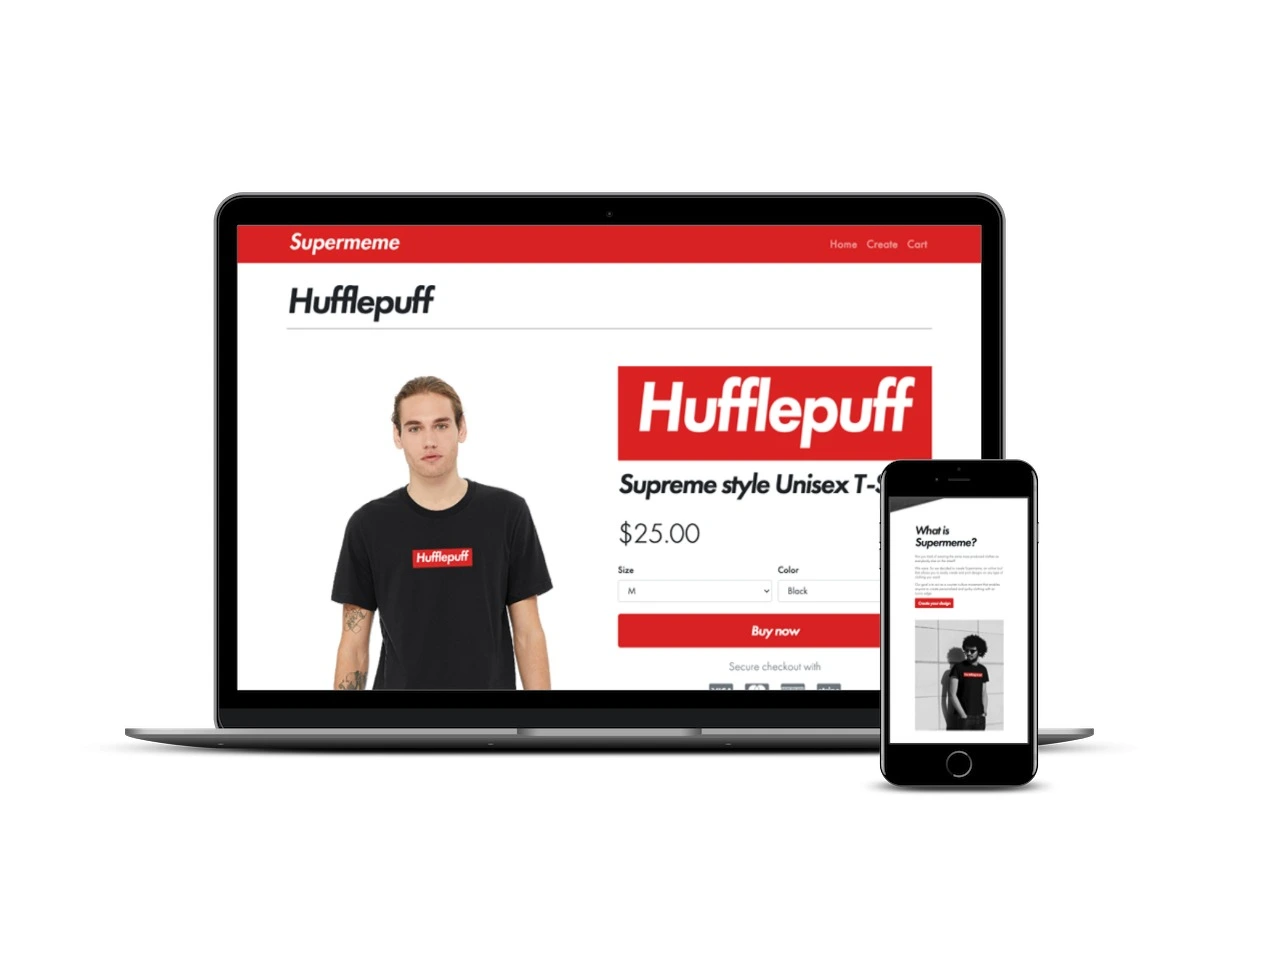 Supermeme
Home Create Cart
Hufflepuff
Hufflepuff
Supreme style Unisex T-S
$25.00
Size
Color
M
Black
Buy now
Secure checkout with
Hufflepuff
What is
Supermeme?
Create your design
Hufflepuff